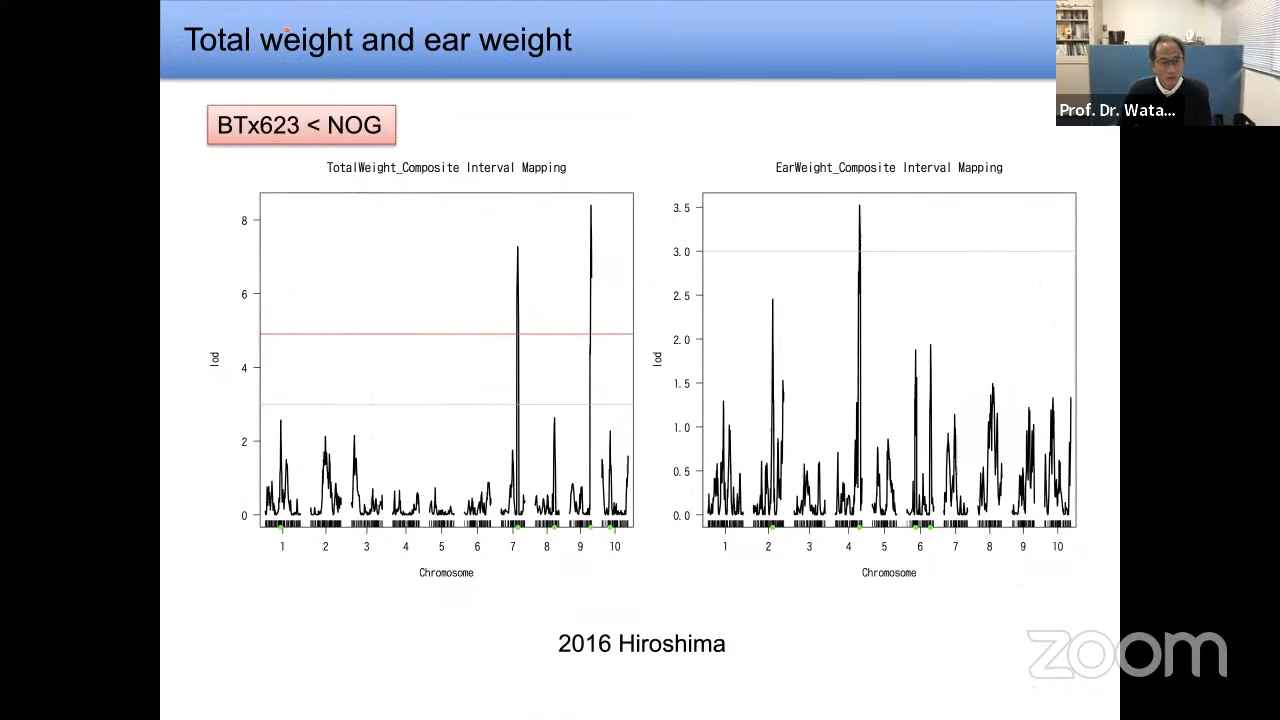 Total weight and ear weight
Prof. Dr. Wata...
BTx623 < NOG
TotalWeight_Composite Interval Mapping
lod
8
6
4
2
0
1 2 3 4 5 6 7 8 9 10
Chromosome
EarWeight_Composite Interval Mapping
lod
3.5
3.0
2.5
2.0
1.5
1.0
0.5
0.0
1 2 3 4 5 6 7 8 9 10
Chromosome
2016 Hiroshima
zoom